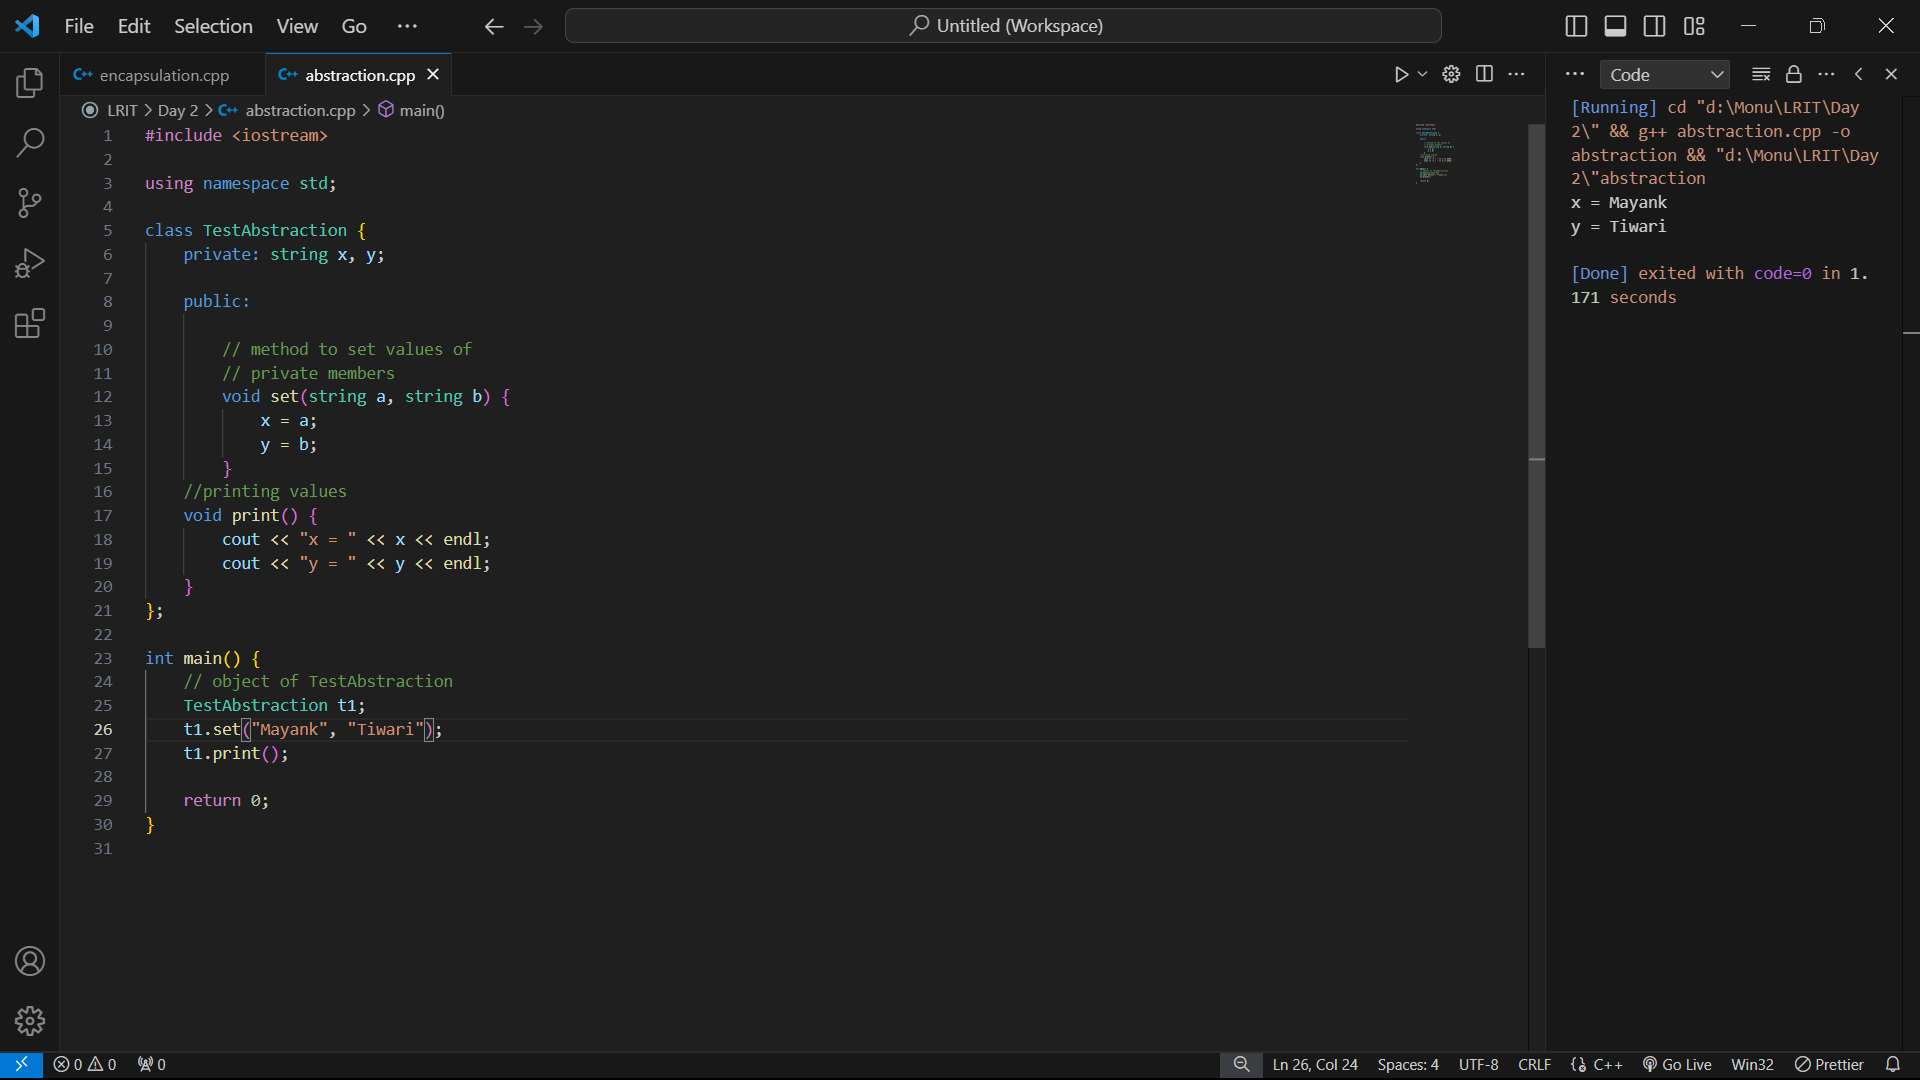 File Edit Selection View Go ··· Untitled (Workspace)
encapsulation.cpp abstraction.cpp
LRIT > Day 2 > abstraction.cpp > main()
1 #include <iostream>
2
3 using namespace std;
4
5 class TestAbstraction {
6 private: string x, y;
7
8 public:
9
10 // method to set values of
11 // private members
12 void set(string a, string b) {
13 x = a;
14 y = b;
15 }
16 //printing values
17 void print() {
18 cout << "x = " << x << endl;
19 cout << "y = " << y << endl;
20 }
21 };
22
23 int main() {
24 // object of TestAbstraction
25 TestAbstraction t1;
26 t1.set("Mayank", "Tiwari");
27 t1.print();
28
29 return 0;
30 }
31
Code
[Running] cd "d:\Monu\LRIT\Day
2\" && g++ abstraction.cpp -o
abstraction && "d:\Monu\LRIT\Day
2\"abstraction
x = Mayank
y = Tiwari
[Done] exited with code=0 in 1.
171 seconds
0 0 0 Ln 26, Col 24 Spaces: 4 UTF-8 CRLF {} C++ Go Live Win32 Prettier